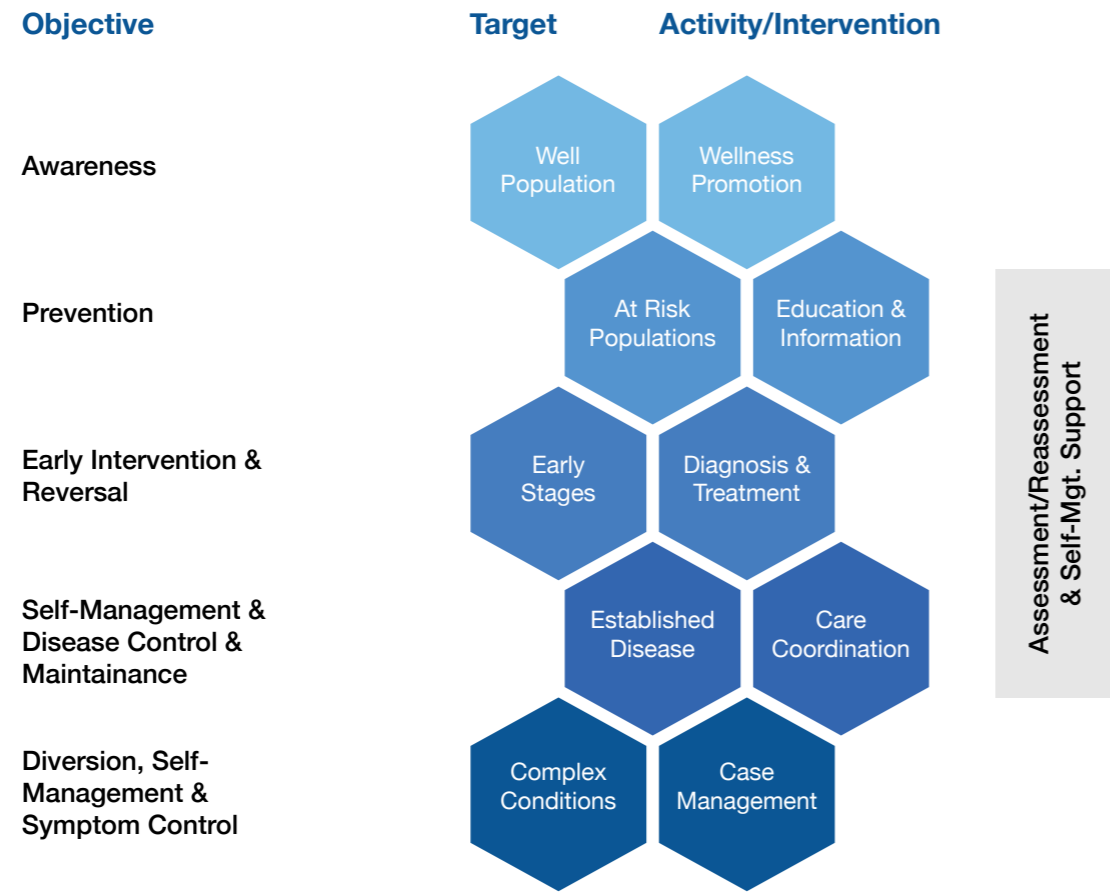 Objective
Target
Activity/Intervention
Awareness
Well
Population
Wellness
Promotion
Prevention
At Risk
Populations
Education &
Information
Early Intervention &
Reversal
Early
Stages
Diagnosis &
Treatment
Self-Management &
Disease Control &
Maintainance
Established
Disease
Care
Coordination
Diversion, Self-
Management &
Symptom Control
Complex
Conditions
Case
Management
Assessment/Reassessment
& Self-Mgt. Support